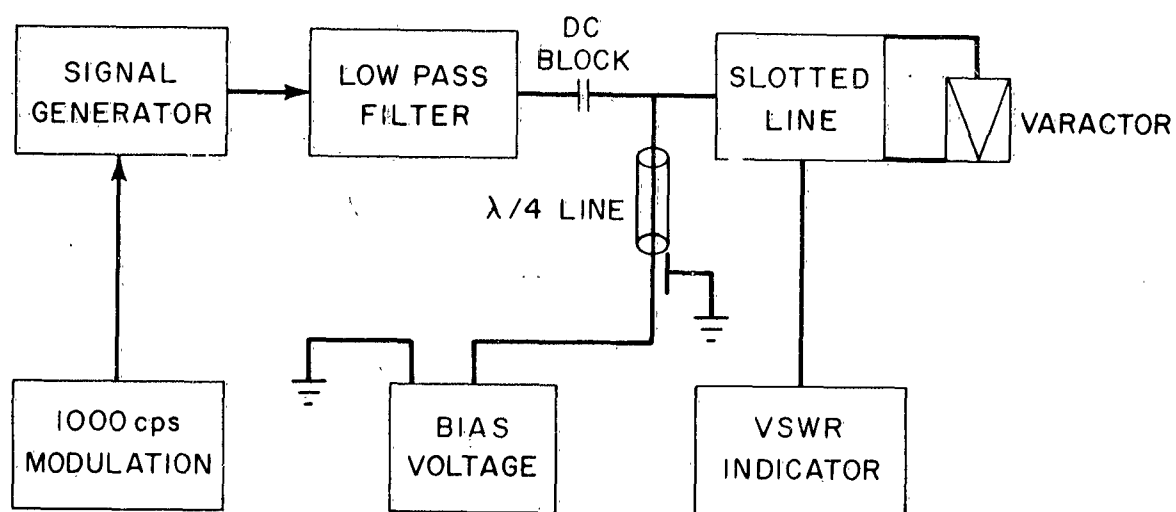 SIGNAL
GENERATOR
LOW PASS
FILTER
DC
BLOCK
SLOTTED
LINE
VARACTOR
λ/4 LINE
1000 cps
MODULATION
BIAS
VOLTAGE
VSWR
INDICATOR